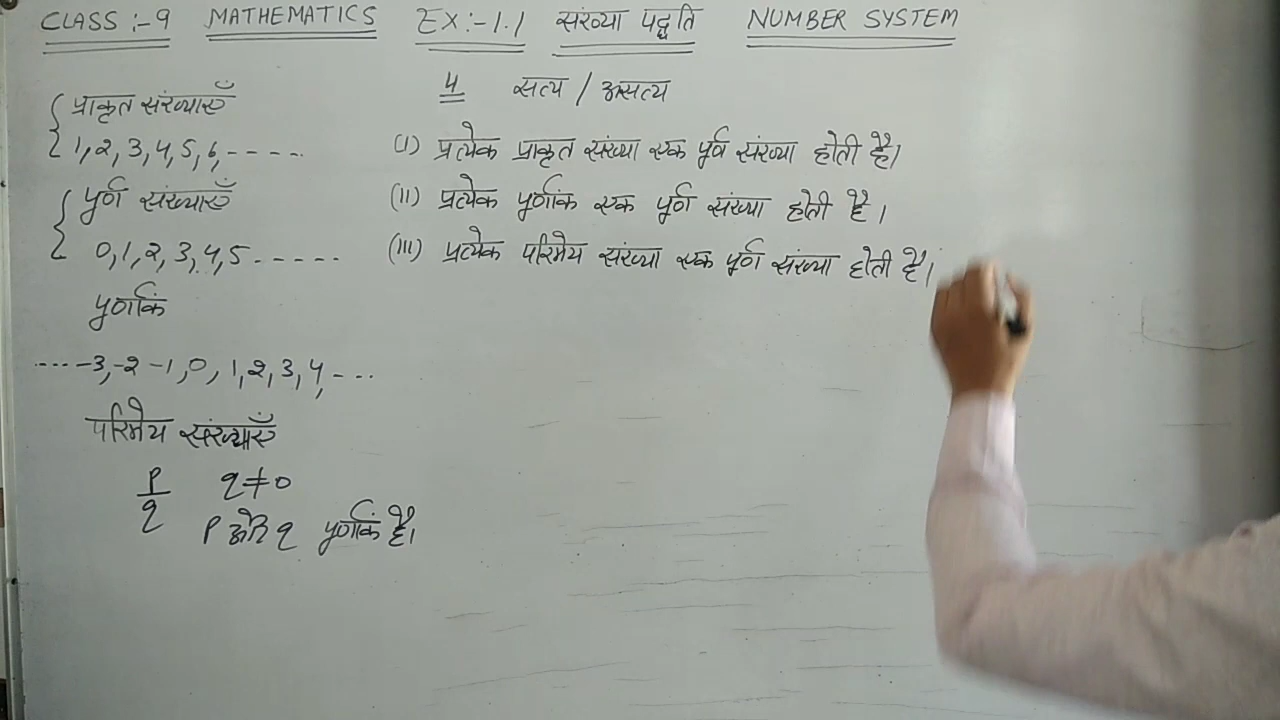 CLASS :- 9 MATHEMATICS EX:-1.1 संख्या पद्धति NUMBER SYSTEM
प्राकृत संख्याएँ
1,2,3,4,5,6,-----
पूर्ण संख्याएँ
0,1,2,3,4,5-----
पूर्णांक
....-3,-2 -1,0,1,2,3,4,-...
परिमेय संख्याएँ
p/q q≠0
p और q पूर्णांक है।
4 सत्य / असत्य
(I) प्रत्येक प्राकृत संख्या एक पूर्ण संख्या होती है।
(II) प्रत्येक पूर्णांक एक पूर्ण संख्या होती है।
(III) प्रत्येक परिमेय संख्या एक पूर्ण संख्या होती है।